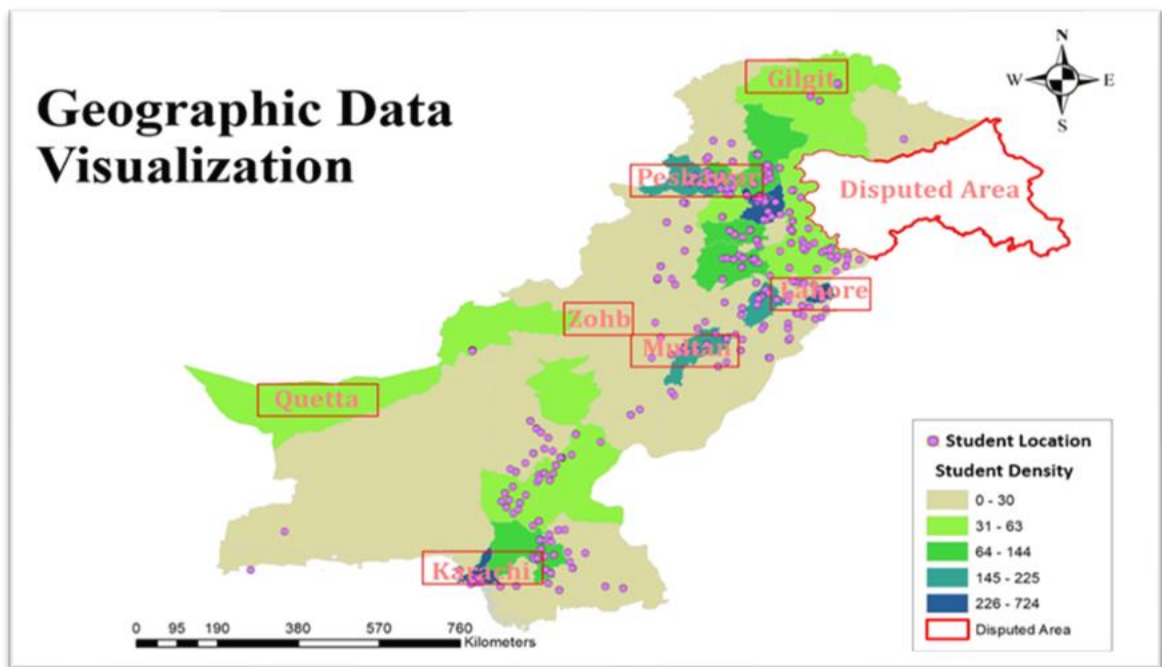 Geographic Data
Visualization
N
W
E
S
Gilgit
Peshawar
Disputed Area
Lahore
Zohb
Multan
Quetta
Karachi
Student Location
Student Density
0 - 30
31 - 63
64 - 144
145 - 225
226 - 724
Disputed Area
0 95 190 380 570 760
Kilometers